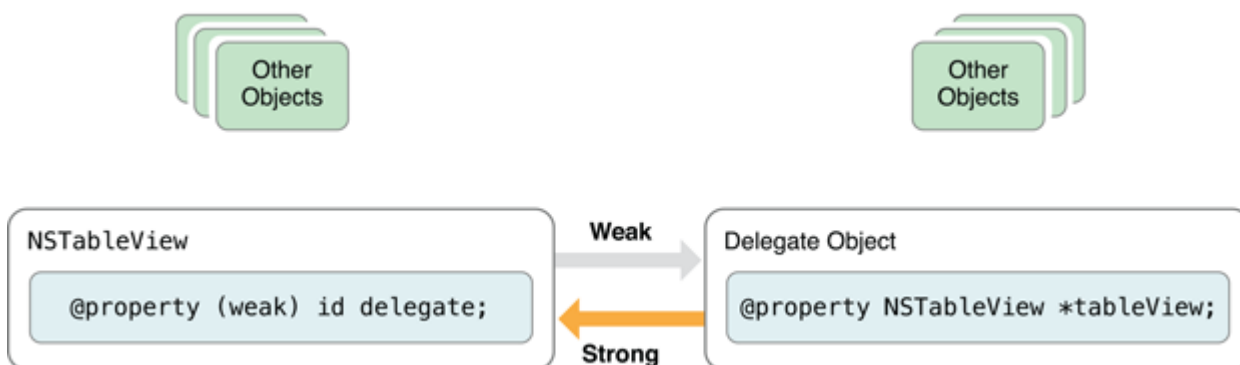 Other
Objects
Other
Objects
NSTableView
@property (weak) id delegate;
Weak
Strong
Delegate Object
@property NSTableView *tableView;